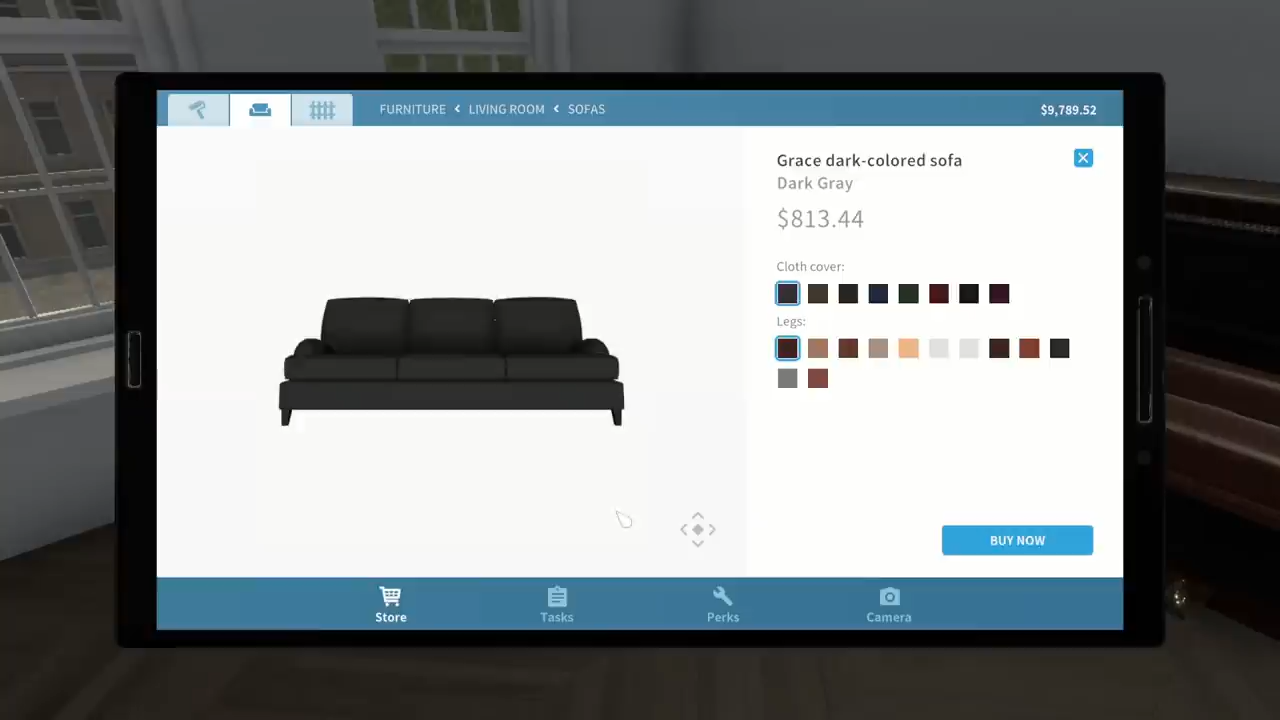 FURNITURE < LIVING ROOM < SOFAS
$9,789.52
Grace dark-colored sofa
Dark Gray
$813.44
Cloth cover:
Legs:
BUY NOW
Store
Tasks
Perks
Camera